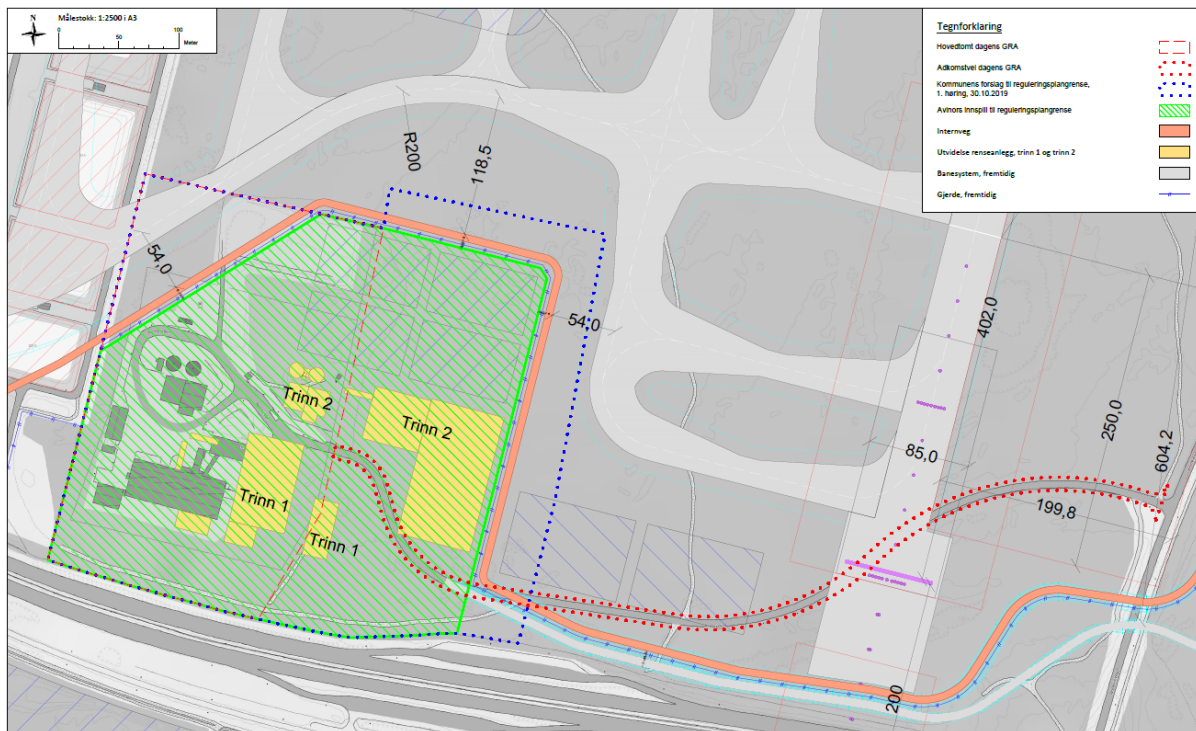 N
Målestokk: 1:2500 i A3
0 50 100
Meter
Tegnforklaring
Hovedtomt dagens GRA
Adkomstvei dagens GRA
Kommunens forslag til reguleringsplangrense,
1. høring, 30.10.2019
Avinors innspill til reguleringsplangrense
Internveg
Utvidelse renseanlegg, trinn 1 og trinn 2
Banesystem, fremtidig
Gjerde, fremtidig
R200
118,5
54,0
54,0
402,0
Trinn 2
Trinn 2
250,0
85,0
604,2
Trinn 1
199,8
Trinn 1
200